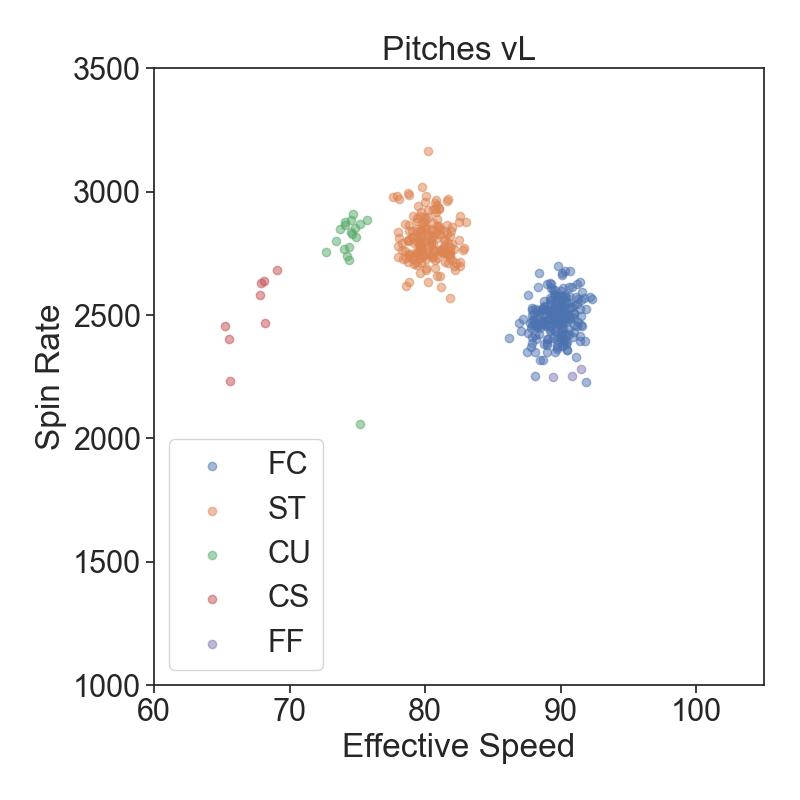 Pitches vL
3500
3000
2500
2000
1500
1000
Spin Rate
FC
ST
CU
CS
FF
60 70 80 90 100
Effective Speed